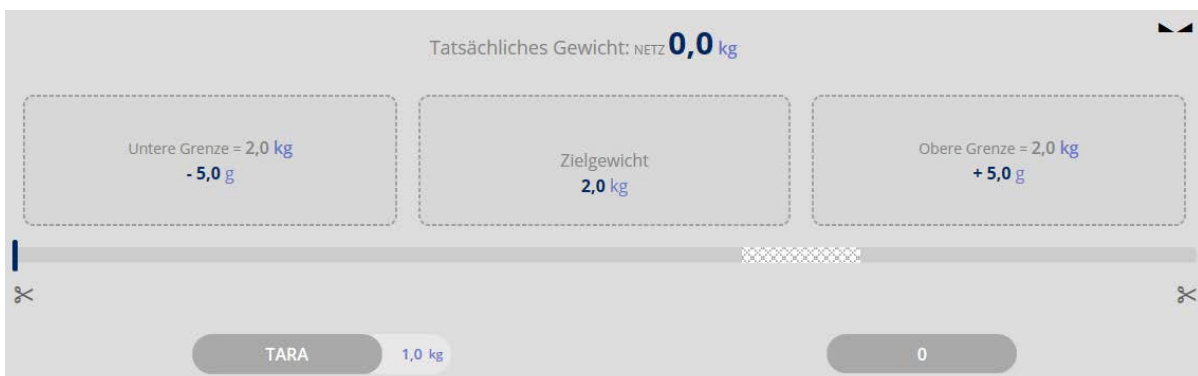 Tatsächliches Gewicht: NETZ 0,0 kg
Untere Grenze = 2,0 kg
- 5,0 g
Zielgewicht
2,0 kg
Obere Grenze = 2,0 kg
+ 5,0 g
TARA
1,0 kg
0